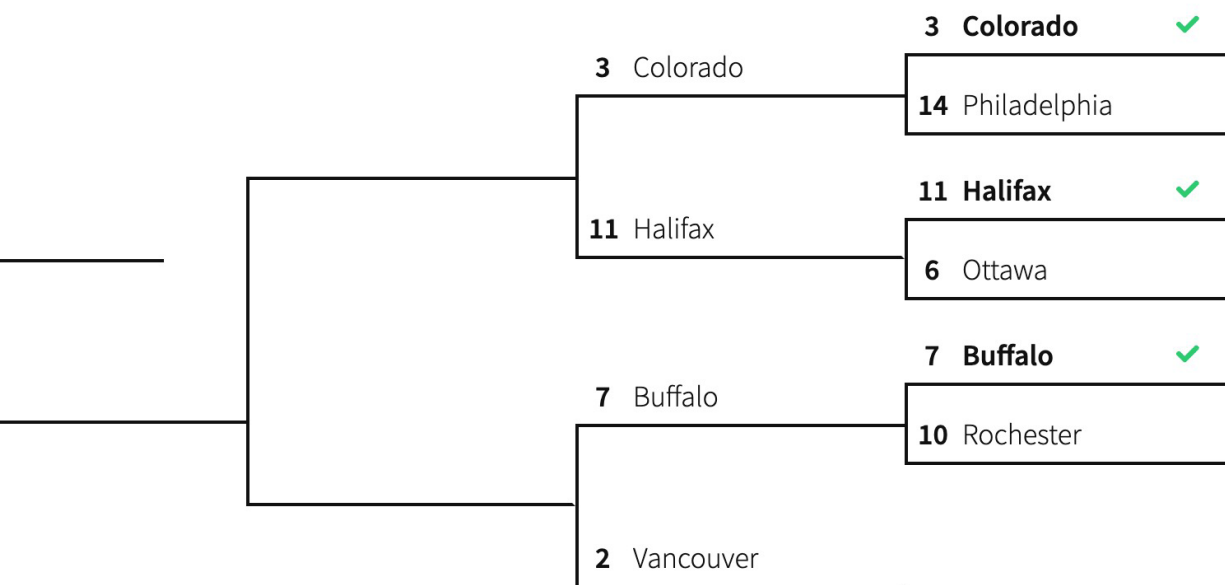 3 Colorado
3 Colorado
14 Philadelphia
11 Halifax
11 Halifax
6 Ottawa
7 Buffalo
7 Buffalo
10 Rochester
2 Vancouver